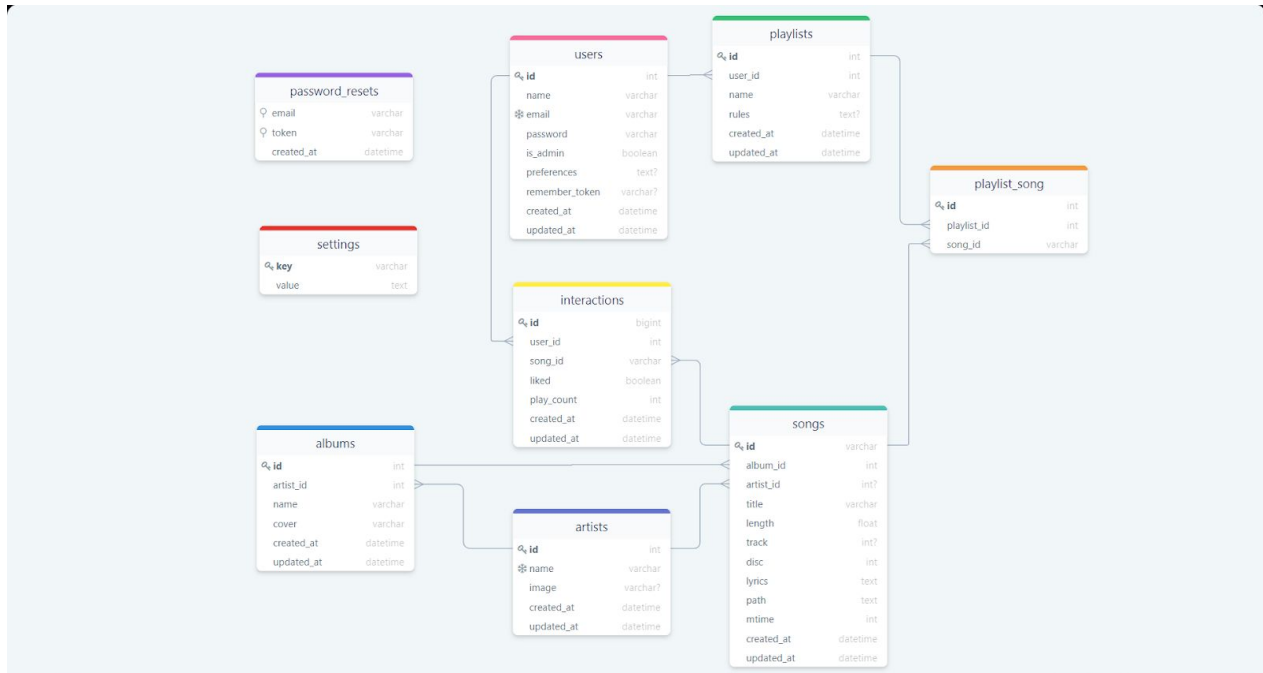 playlists
id int
user_id int
name varchar
rules text?
created_at datetime
updated_at datetime
users
id int
name varchar
email varchar
password varchar
is_admin boolean
preferences text?
remember_token varchar?
created_at datetime
updated_at datetime
password_resets
email varchar
token varchar
created_at datetime
playlist_song
id int
playlist_id int
song_id varchar
settings
key varchar
value text
interactions
id bigint
user_id int
song_id varchar
liked boolean
play_count int
created_at datetime
updated_at datetime
songs
id varchar
album_id int
artist_id int?
title varchar
length float
track int?
disc int
lyrics text
path text
mtime int
created_at datetime
updated_at datetime
albums
id int
artist_id int
name varchar
cover varchar
created_at datetime
updated_at datetime
artists
id int
name varchar
image varchar?
created_at datetime
updated_at datetime